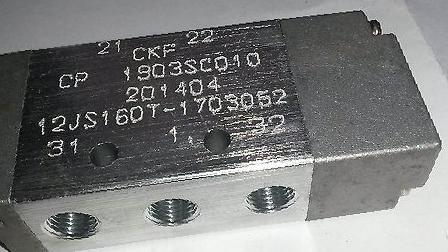 21 CKF 22
CP 1903SC010
201404
12JS160T-1703052
31 1. 32